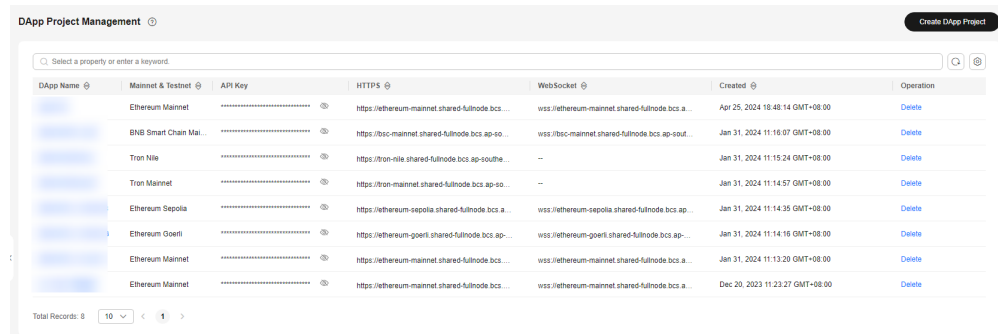 DApp Project Management
Create DApp Project
Select a property or enter a keyword.
DApp Name Mainnet & Testnet API Key HTTPS WebSocket Created Operation
Ethereum Mainnet ****************************** https://ethereum-mainnet.shared-fullnode.bcs.... wss://ethereum-mainnet.shared-fullnode.bcs.a... Apr 25, 2024 18:48:14 GMT+08:00 Delete
BNB Smart Chain Mai... ****************************** https://bsc-mainnet.shared-fullnode.bcs.ap-so... wss://bsc-mainnet.shared-fullnode.bcs.ap-sout... Jan 31, 2024 11:16:07 GMT+08:00 Delete
Tron Nile ****************************** https://tron-nile.shared-fullnode.bcs.ap-southe... -- Jan 31, 2024 11:15:24 GMT+08:00 Delete
Tron Mainnet ****************************** https://tron-mainnet.shared-fullnode.bcs.ap-so... -- Jan 31, 2024 11:14:57 GMT+08:00 Delete
Ethereum Sepolia ****************************** https://ethereum-sepolia.shared-fullnode.bcs.a... wss://ethereum-sepolia.shared-fullnode.bcs.ap... Jan 31, 2024 11:14:35 GMT+08:00 Delete
Ethereum Goerli ****************************** https://ethereum-goerli.shared-fullnode.bcs.ap-... wss://ethereum-goerli.shared-fullnode.bcs.ap-... Jan 31, 2024 11:14:16 GMT+08:00 Delete
Ethereum Mainnet ****************************** https://ethereum-mainnet.shared-fullnode.bcs.... wss://ethereum-mainnet.shared-fullnode.bcs.a... Jan 31, 2024 11:13:20 GMT+08:00 Delete
Ethereum Mainnet ****************************** https://ethereum-mainnet.shared-fullnode.bcs.... wss://ethereum-mainnet.shared-fullnode.bcs.a... Dec 20, 2023 11:23:27 GMT+08:00 Delete
Total Records: 8 10 < 1 >